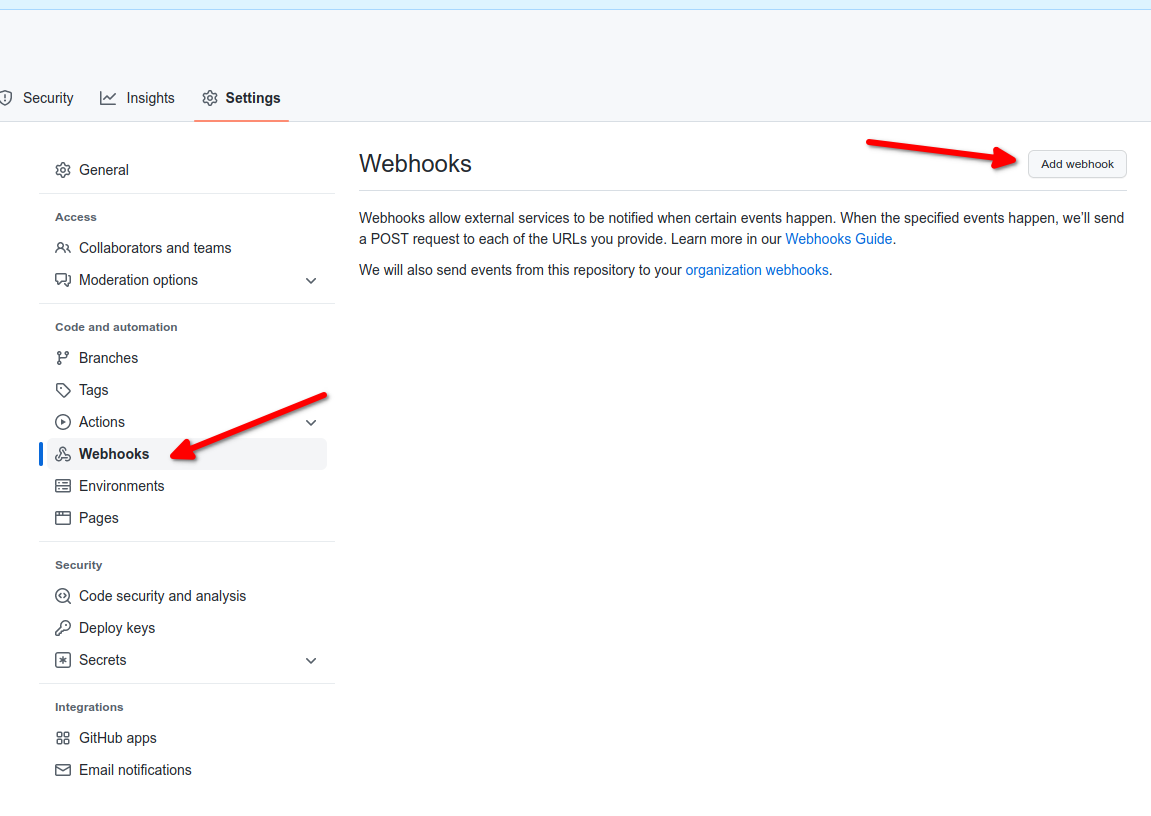 Security Insights Settings
General
Access
Collaborators and teams
Moderation options
Code and automation
Branches
Tags
Actions
Webhooks
Environments
Pages
Security
Code security and analysis
Deploy keys
Secrets
Integrations
GitHub apps
Email notifications
Webhooks
Add webhook
Webhooks allow external services to be notified when certain events happen. When the specified events happen, we’ll send
a POST request to each of the URLs you provide. Learn more in our Webhooks Guide.
We will also send events from this repository to your organization webhooks.